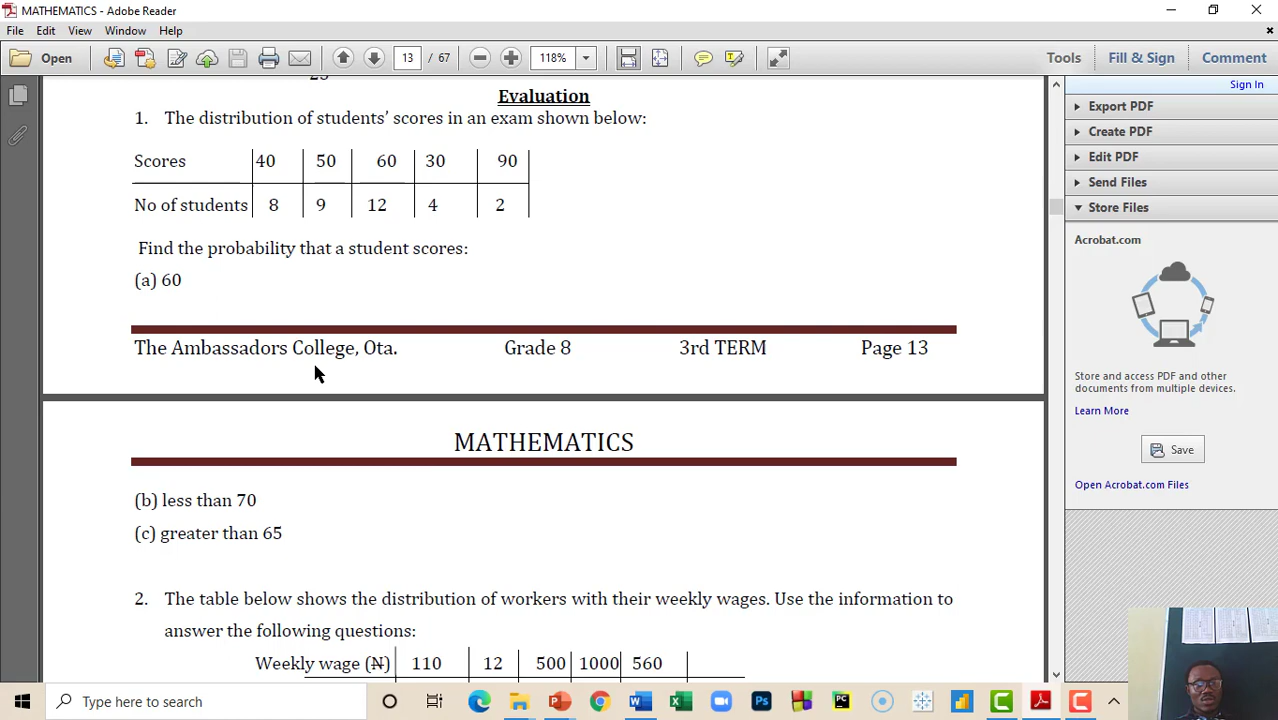 MATHEMATICS - Adobe Reader
File Edit View Window Help
Open 13 / 67 118% Tools Fill & Sign Comment
Sign In
Export PDF
Create PDF
Edit PDF
Send Files
Store Files
Acrobat.com
Store and access PDF and other
documents from multiple devices.
Learn More
Save
Open Acrobat.com Files
Evaluation
1. The distribution of students' scores in an exam shown below:
Scores 40 50 60 30 90
No of students 8 9 12 4 2
Find the probability that a student scores:
(a) 60
The Ambassadors College, Ota. Grade 8 3rd TERM Page 13
MATHEMATICS
(b) less than 70
(c) greater than 65
2. The table below shows the distribution of workers with their weekly wages. Use the information to
answer the following questions:
Weekly wage (₦) 110 12 500 1000 560
Type here to search